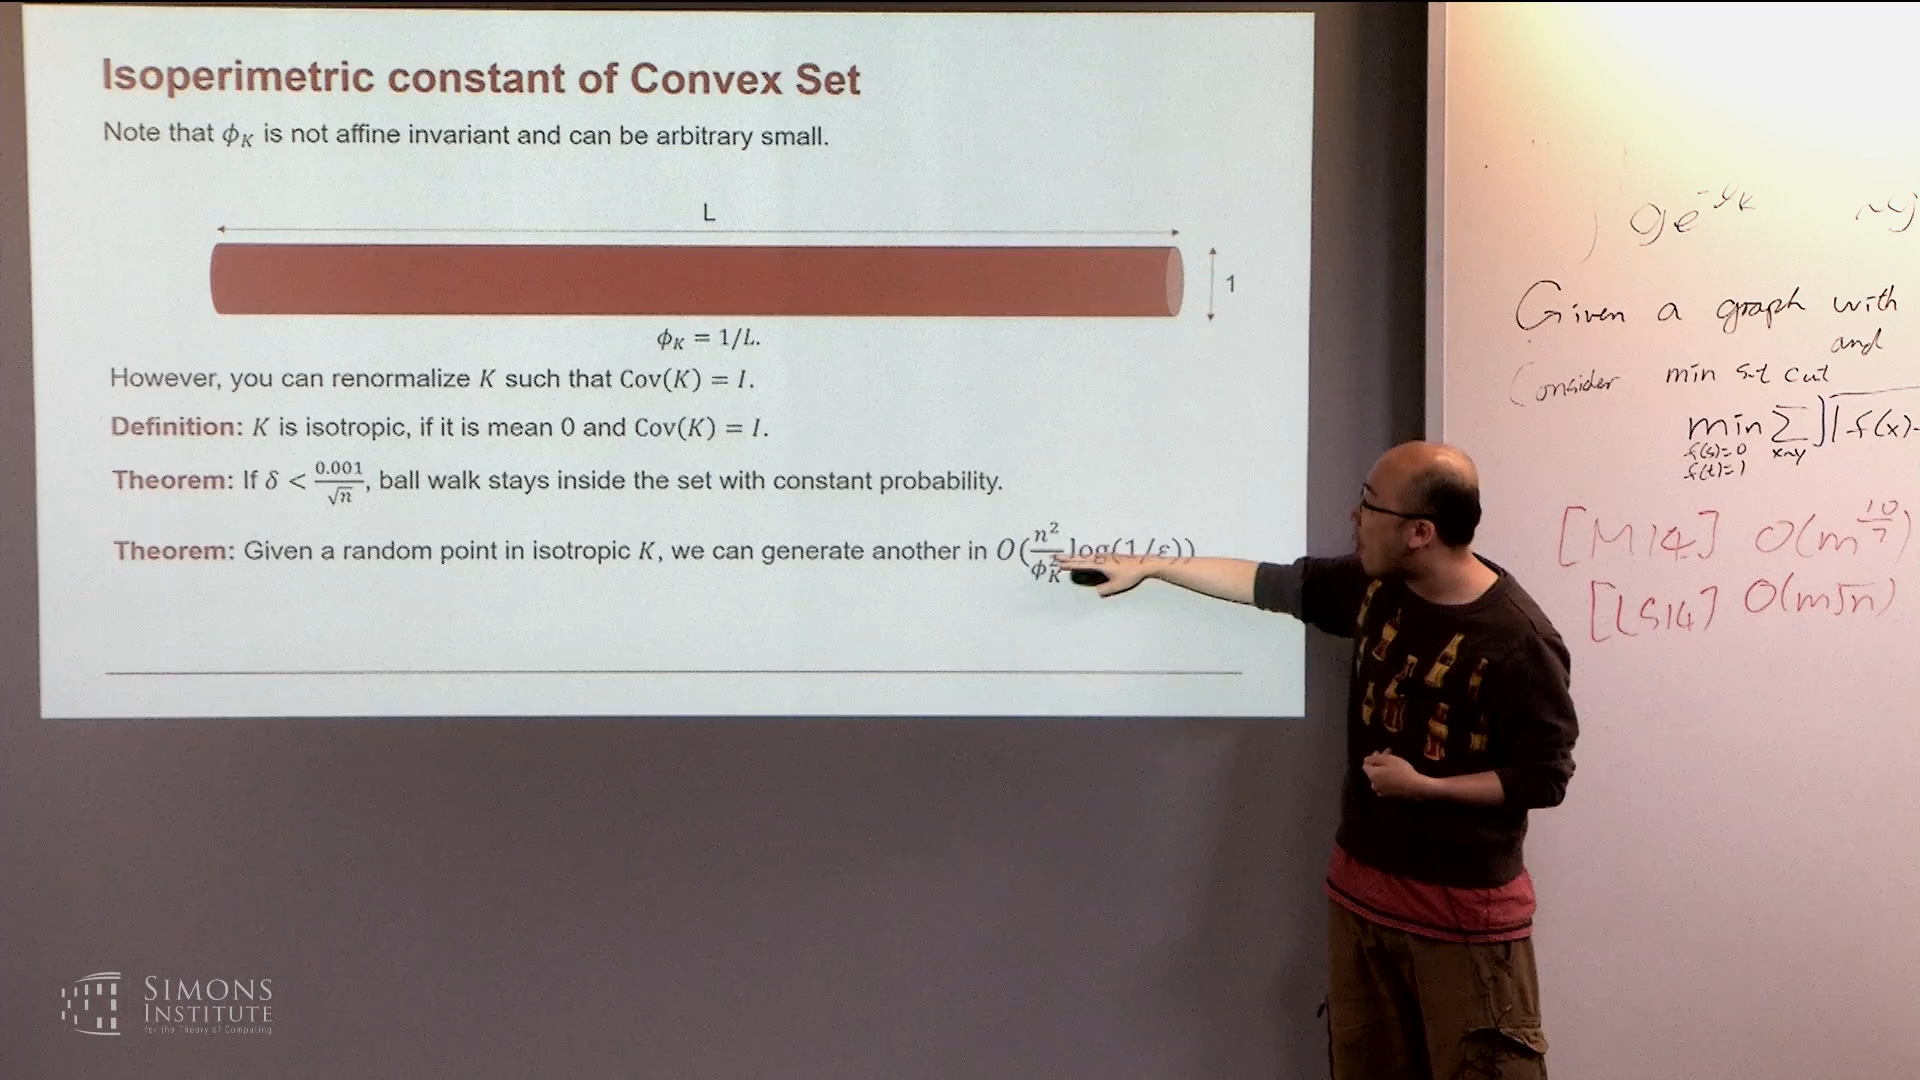 Isoperimetric constant of Convex Set
Note that ϕ_K is not affine invariant and can be arbitrary small.
L
1
ϕ_K = 1/L.
However, you can renormalize K such that Cov(K) = I.
Definition: K is isotropic, if it is mean 0 and Cov(K) = I.
Theorem: If δ < 0.001/√n, ball walk stays inside the set with constant probability.
Theorem: Given a random point in isotropic K, we can generate another in O(n²/ϕ_K² log(1/ε))
Given a graph with
and
Consider min s-t cut
min ∑ √|f(x)-
f(s)=0 x~y
f(t)=1
[M14] O(m^{10/7})
[LS14] O(m√n)
SIMONS
INSTITUTE
for the Theory of Computing